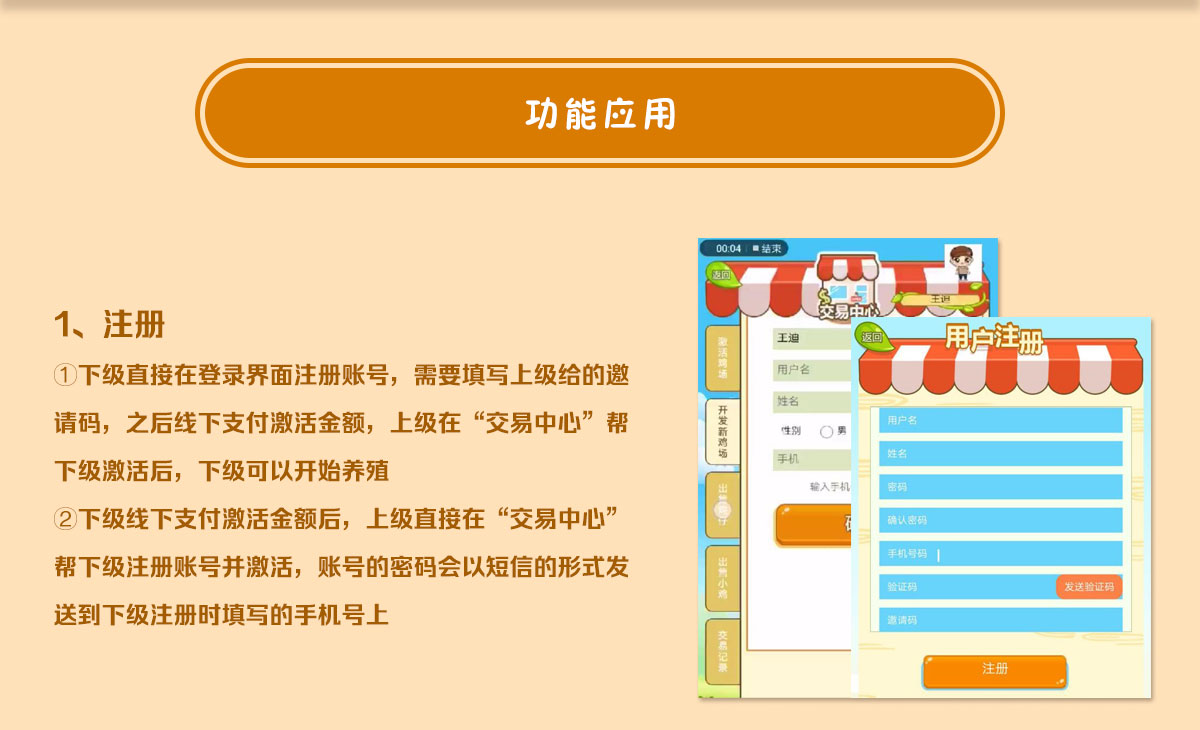 功能应用
1、注册
①下级直接在登录界面注册账号，需要填写上级给的邀
请码，之后线下支付激活金额，上级在“交易中心”帮
下级激活后，下级可以开始养殖
②下级线下支付激活金额后，上级直接在“交易中心”
帮下级注册账号并激活，账号的密码会以短信的形式发
送到下级注册时填写的手机号上
00:04 结束
返回
交易中心
王迪
激活鸡场
开发新鸡场
出售
仔
出售小鸡
交易记录
王迪
用户名
姓名
性别 男
手机
输入手机
返回
用户注册
用户名
姓名
密码
确认密码
手机号码
验证码 发送验证码
邀请码
注册